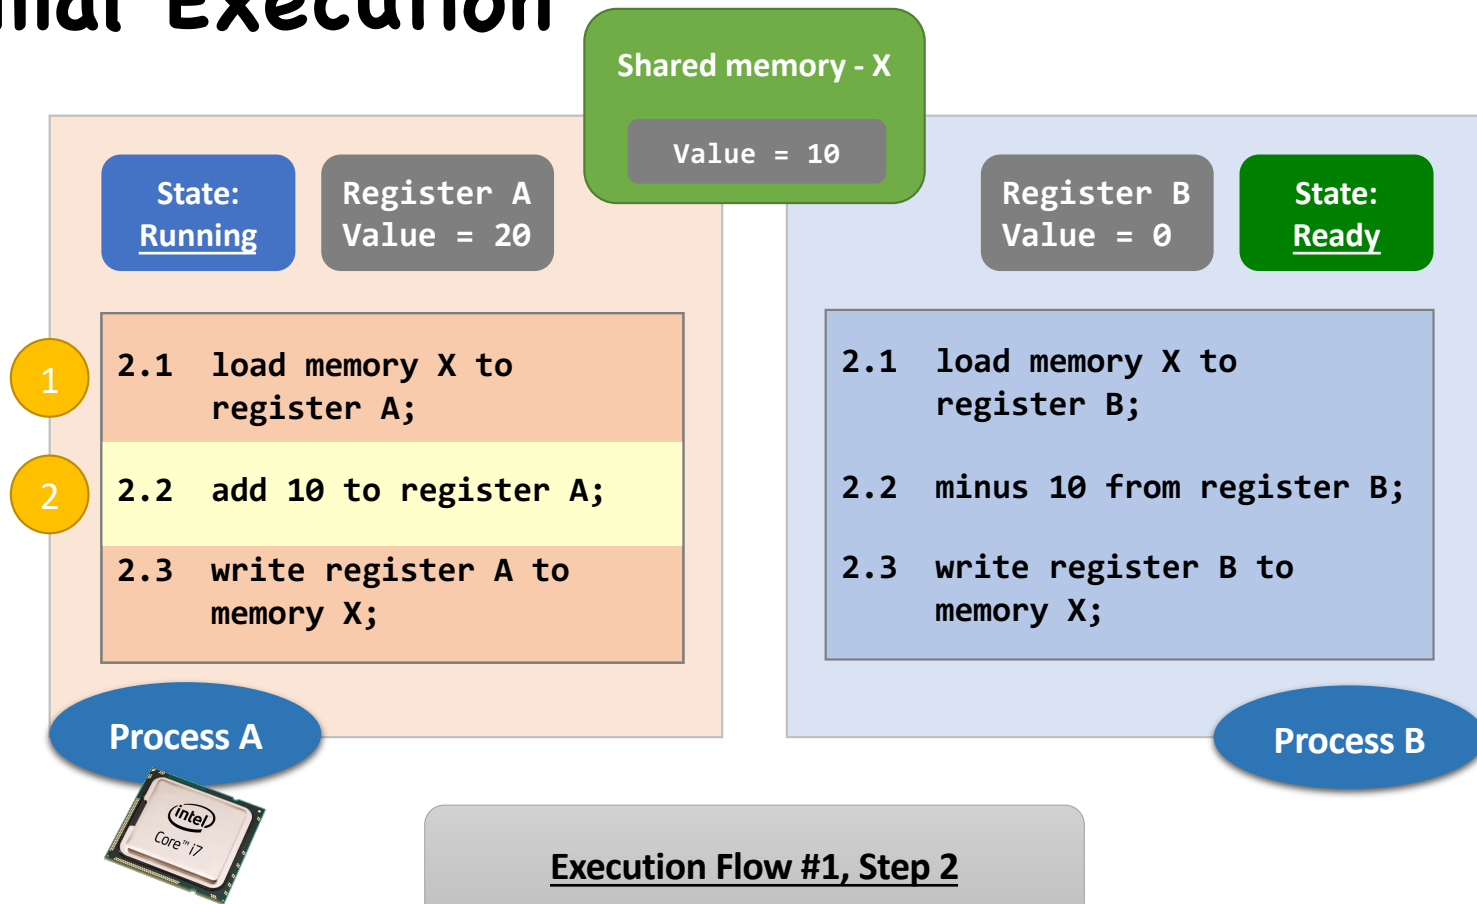 Execution
Shared memory - X
Value = 10
State:
Running
Register A
Value = 20
Register B
Value = 0
State:
Ready
1
2.1 load memory X to
register A;
2
2.2 add 10 to register A;
2.3 write register A to
memory X;
2.1 load memory X to
register B;
2.2 minus 10 from register B;
2.3 write register B to
memory X;
Process A
Process B
intel
Core™ i7
Execution Flow #1, Step 2